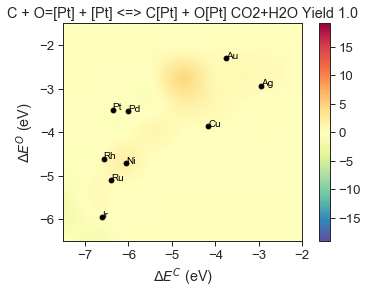 C + O=[Pt] + [Pt] <=> C[Pt] + O[Pt] CO2+H2O Yield 1.0
−2
−3
−4
−5
−6
ΔE^O (eV)
Au
Ag
Pt
Pd
Cu
Rh
Ni
Ru
Ir
15
10
5
0
−5
−10
−15
−7 −6 −5 −4 −3 −2
ΔE^C (eV)